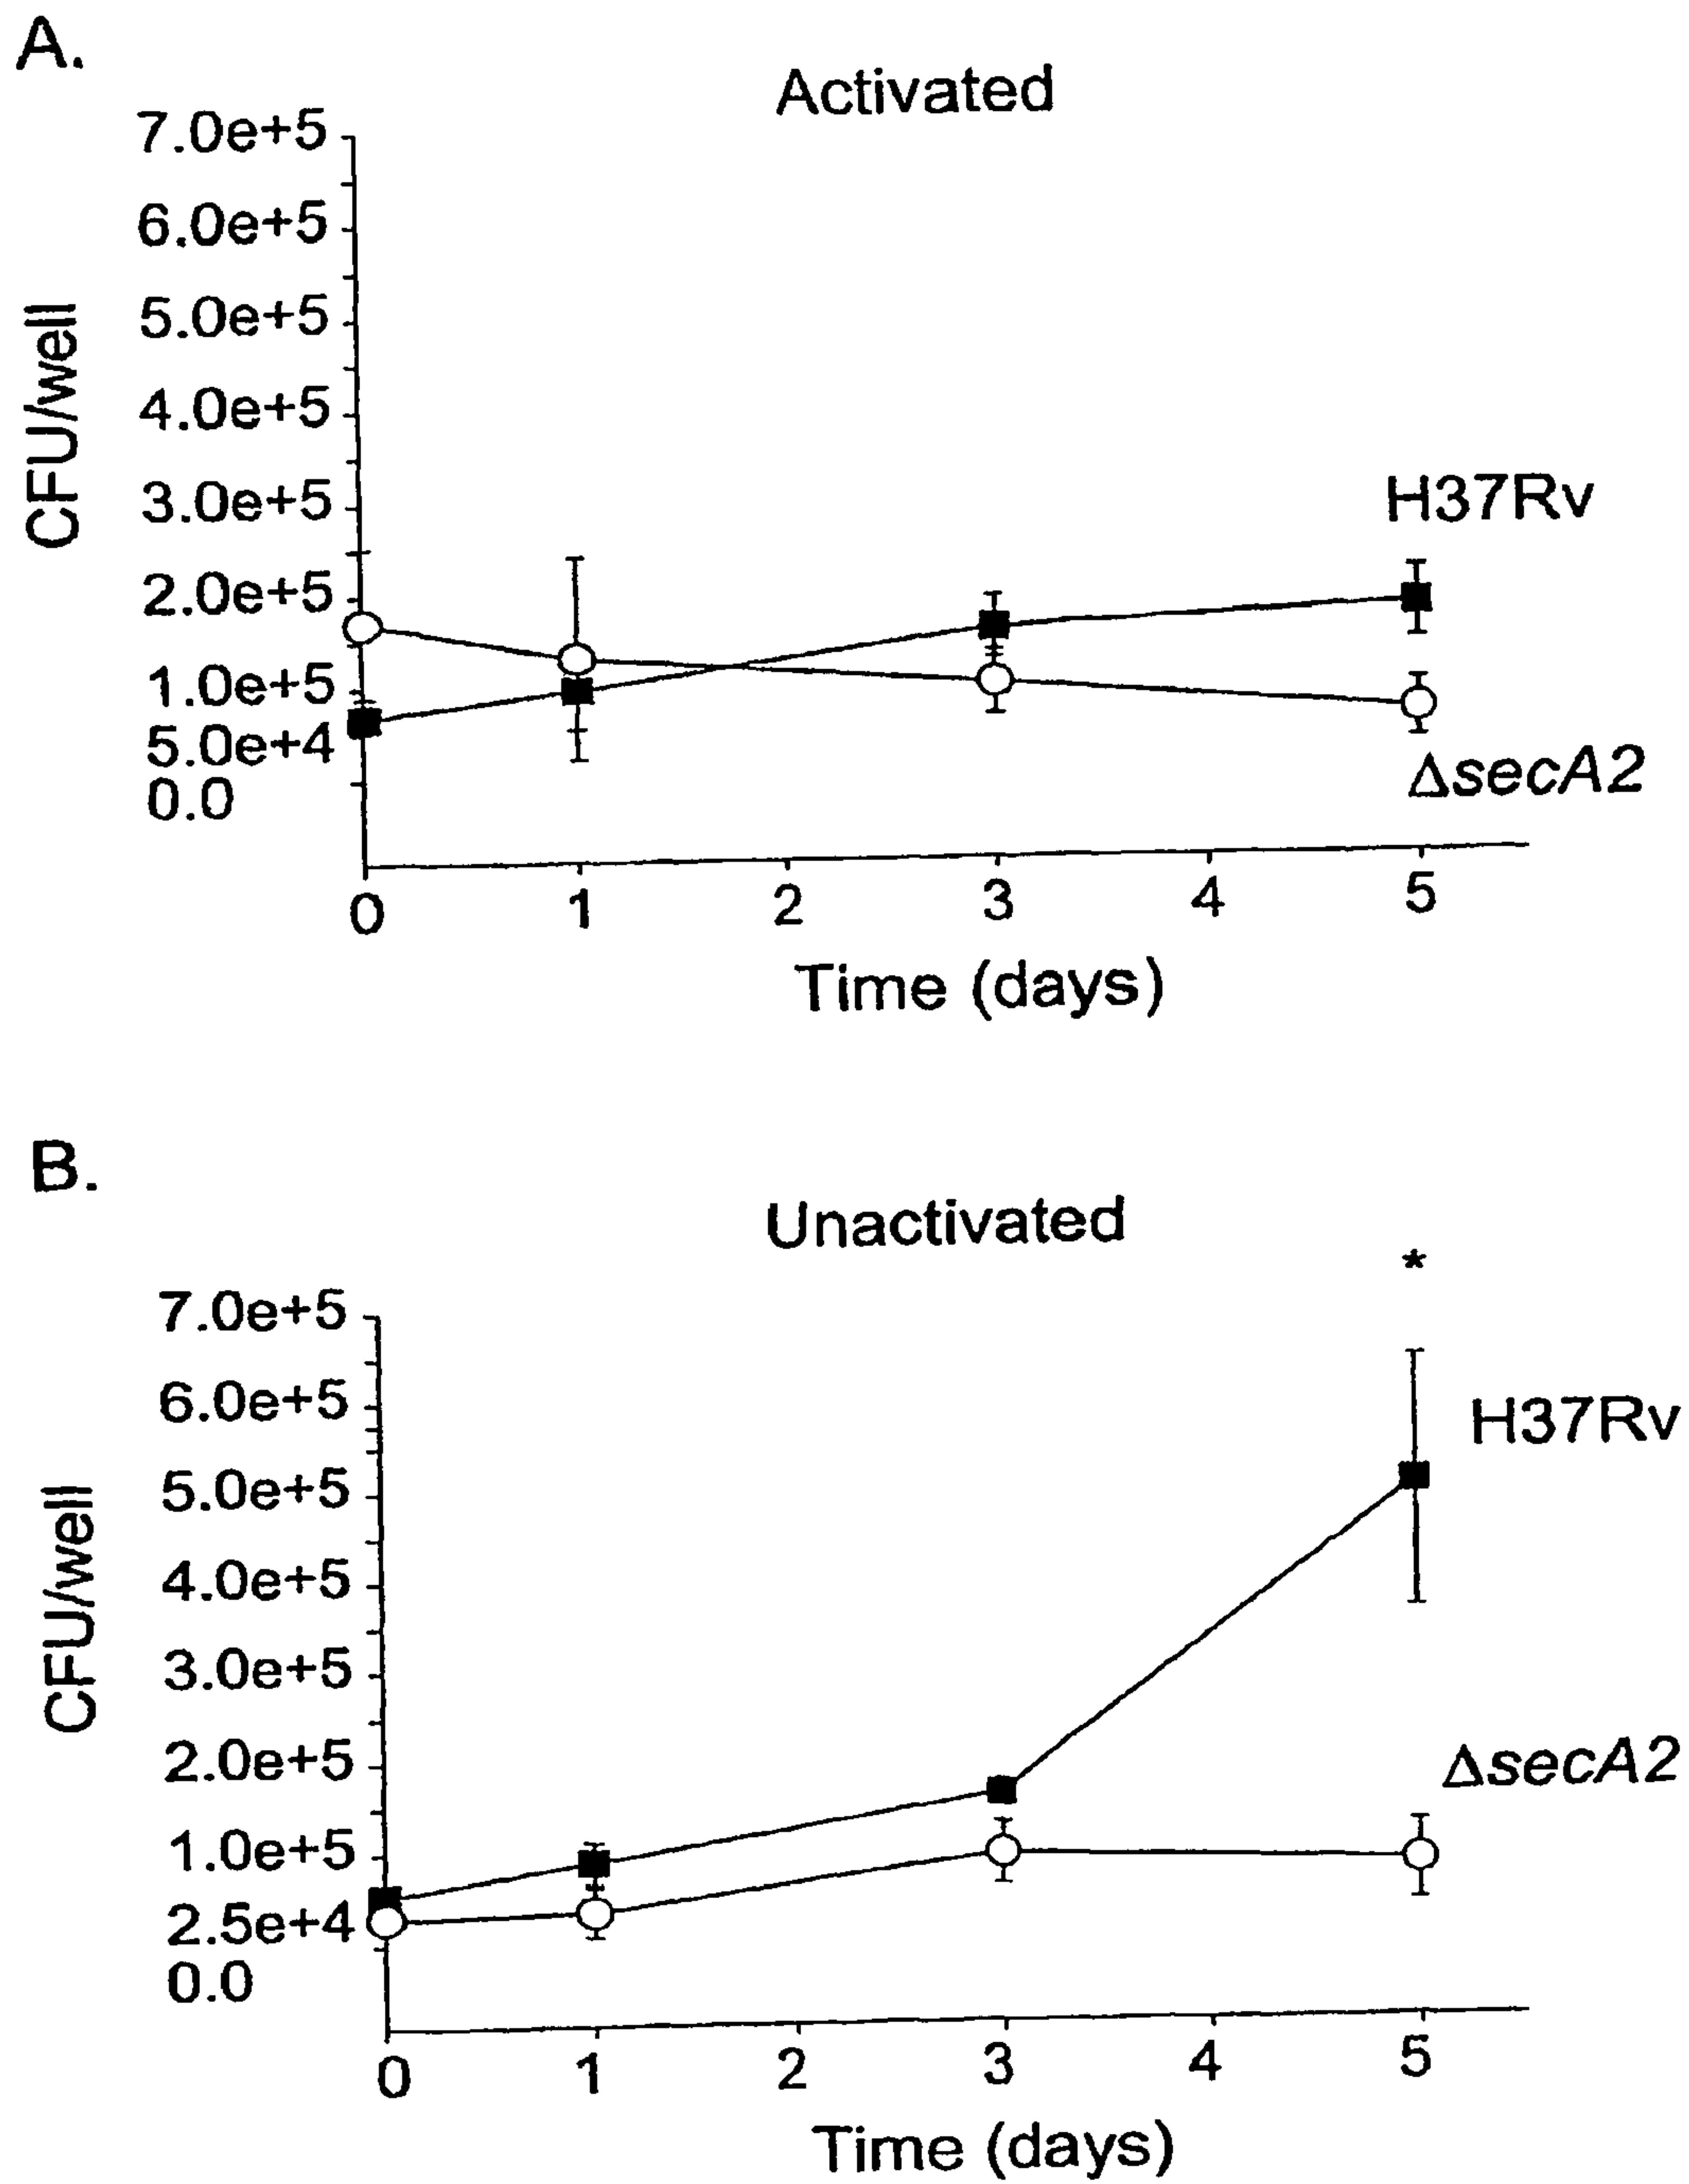 A.
Activated
7.0e+5
6.0e+5
5.0e+5
4.0e+5
3.0e+5
2.0e+5
1.0e+5
5.0e+4
0.0
CFU/well
H37Rv
ΔsecA2
0 1 2 3 4 5
Time (days)
B.
Unactivated
*
7.0e+5
6.0e+5
5.0e+5
4.0e+5
3.0e+5
2.0e+5
1.0e+5
2.5e+4
0.0
CFU/well
H37Rv
ΔsecA2
0 1 2 3 4 5
Time (days)